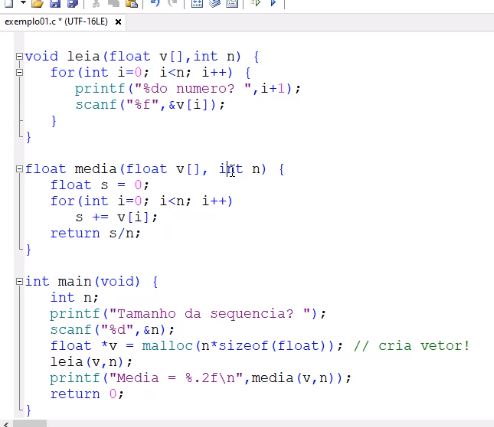 exemplo01.c * (UTF-16LE)
void leia(float v[],int n) {
for(int i=0; i<n; i++) {
printf("%do numero? ",i+1);
scanf("%f",&v[i]);
}
}
float media(float v[], int n) {
float s = 0;
for(int i=0; i<n; i++)
s += v[i];
return s/n;
}
int main(void) {
int n;
printf("Tamanho da sequencia? ");
scanf("%d",&n);
float *v = malloc(n*sizeof(float)); // cria vetor!
leia(v,n);
printf("Media = %.2f\n",media(v,n));
return 0;
}